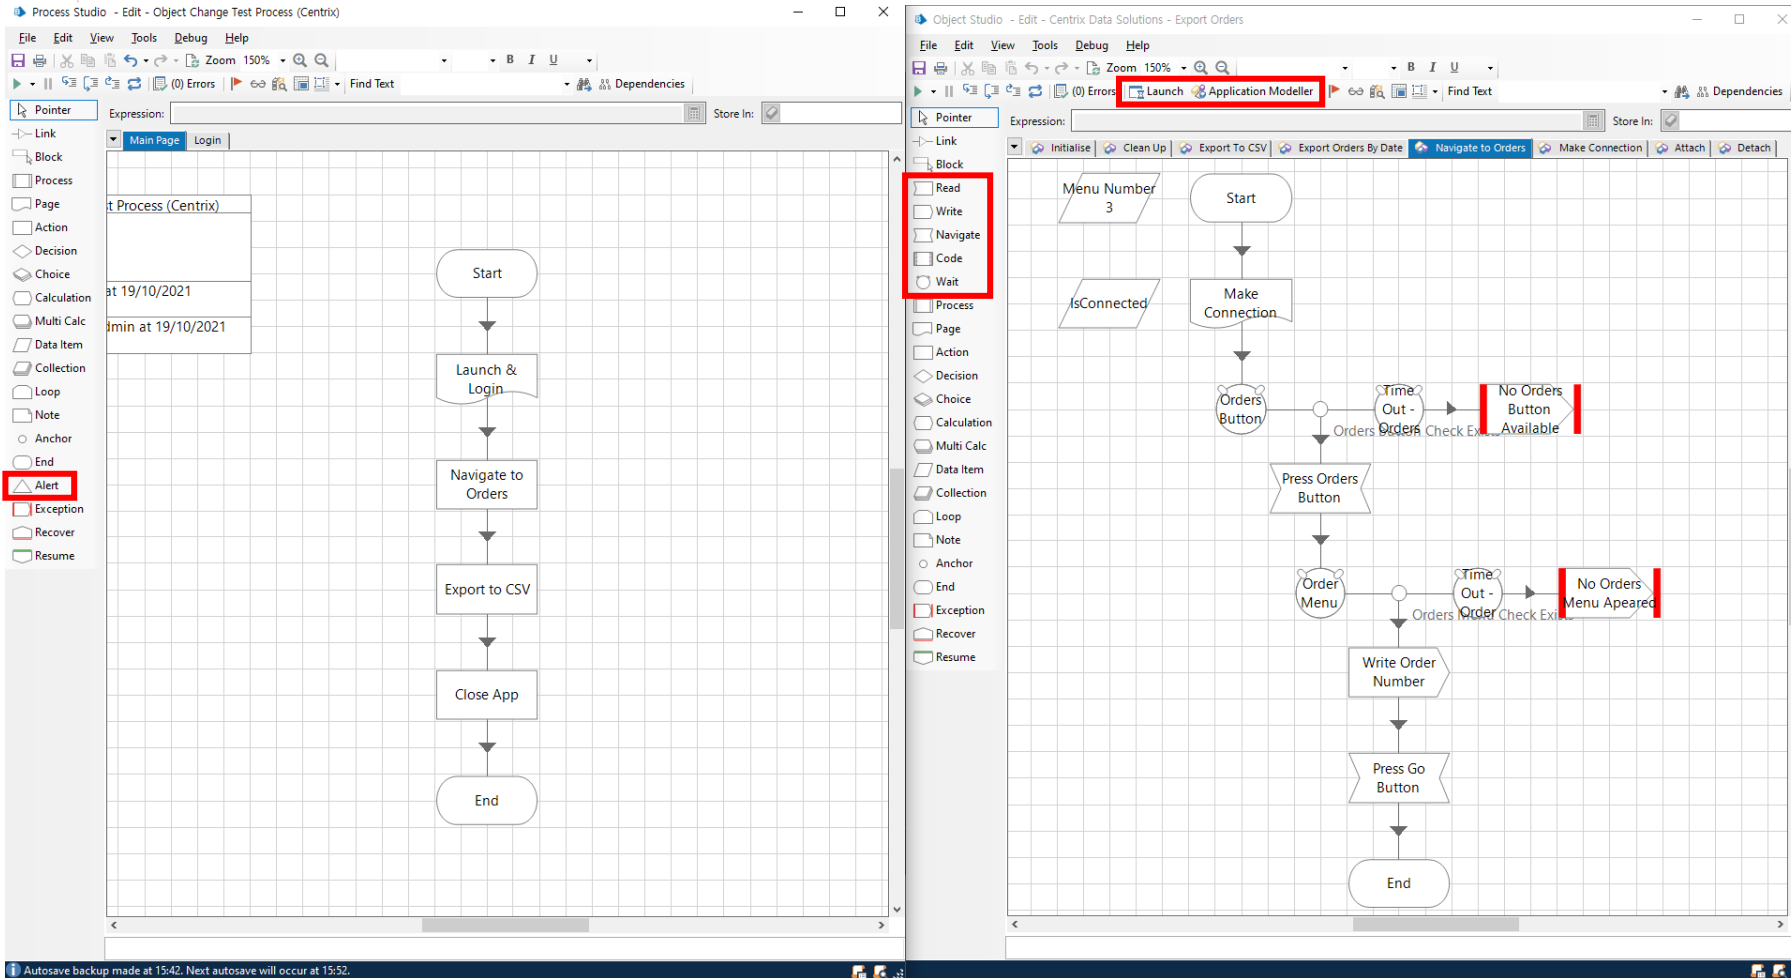 Process Studio - Edit - Object Change Test Process (Centrix)
File Edit View Tools Debug Help
Zoom 150% B I U
(0) Errors Find Text Dependencies
Pointer
Link
Block
Process
Page
Action
Decision
Choice
Calculation
Multi Calc
Data Item
Collection
Loop
Note
Anchor
End
Alert
Exception
Recover
Resume
Expression: Store In:
Main Page Login
st Process (Centrix)
at 19/10/2021
dmin at 19/10/2021
Start
Launch &
Login
Navigate to
Orders
Export to CSV
Close App
End
Autosave backup made at 15:42. Next autosave will occur at 15:52.
Object Studio - Edit - Centrix Data Solutions - Export Orders
File Edit View Tools Debug Help
Zoom 150% B I U
(0) Errors Launch Application Modeller Find Text Dependencies
Pointer
Link
Block
Read
Write
Navigate
Code
Wait
Process
Page
Action
Decision
Choice
Calculation
Multi Calc
Data Item
Collection
Loop
Note
Anchor
End
Exception
Recover
Resume
Expression: Store In:
Initialise Clean Up Export To CSV Export Orders By Date Navigate to Orders Make Connection Attach Detach
Menu Number
3
Start
IsConnected
Make
Connection
Orders
Button
Time
Out -
Orders
No Orders
Button
Available
Orders Button Check Exists
Press Orders
Button
Order
Menu
Time
Out -
Order
No Orders
Menu Apeared
Orders Menu Check Exists
Write Order
Number
Press Go
Button
End